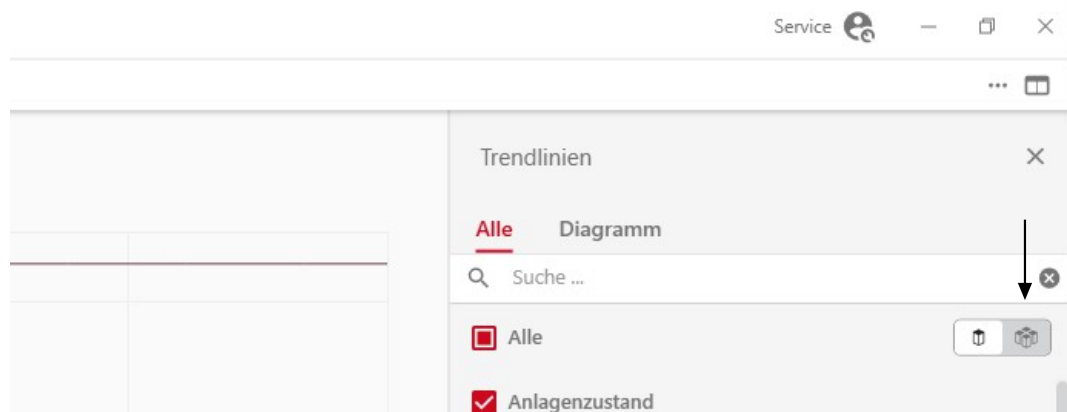 Service
Trendlinien
Alle Diagramm
Suche ...
Alle
Anlagenzustand